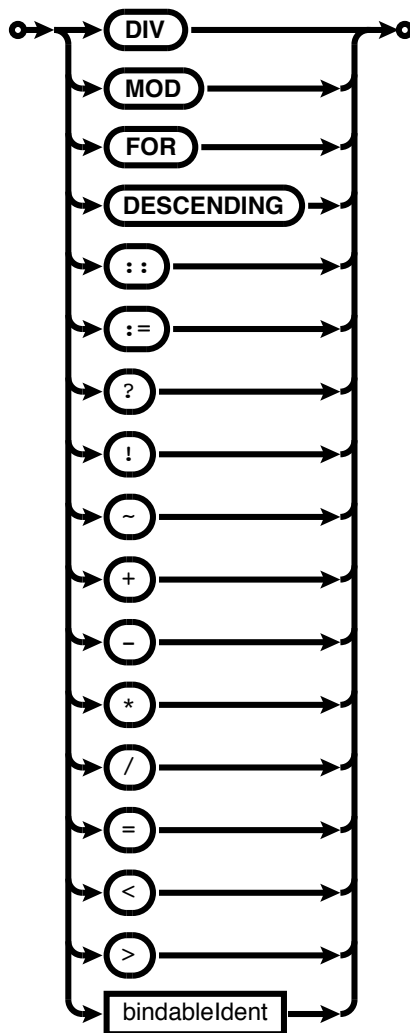 DIV
MOD
FOR
DESCENDING
::
:=
?
!
~
+
-
*
/
=
<
>
bindableIdent